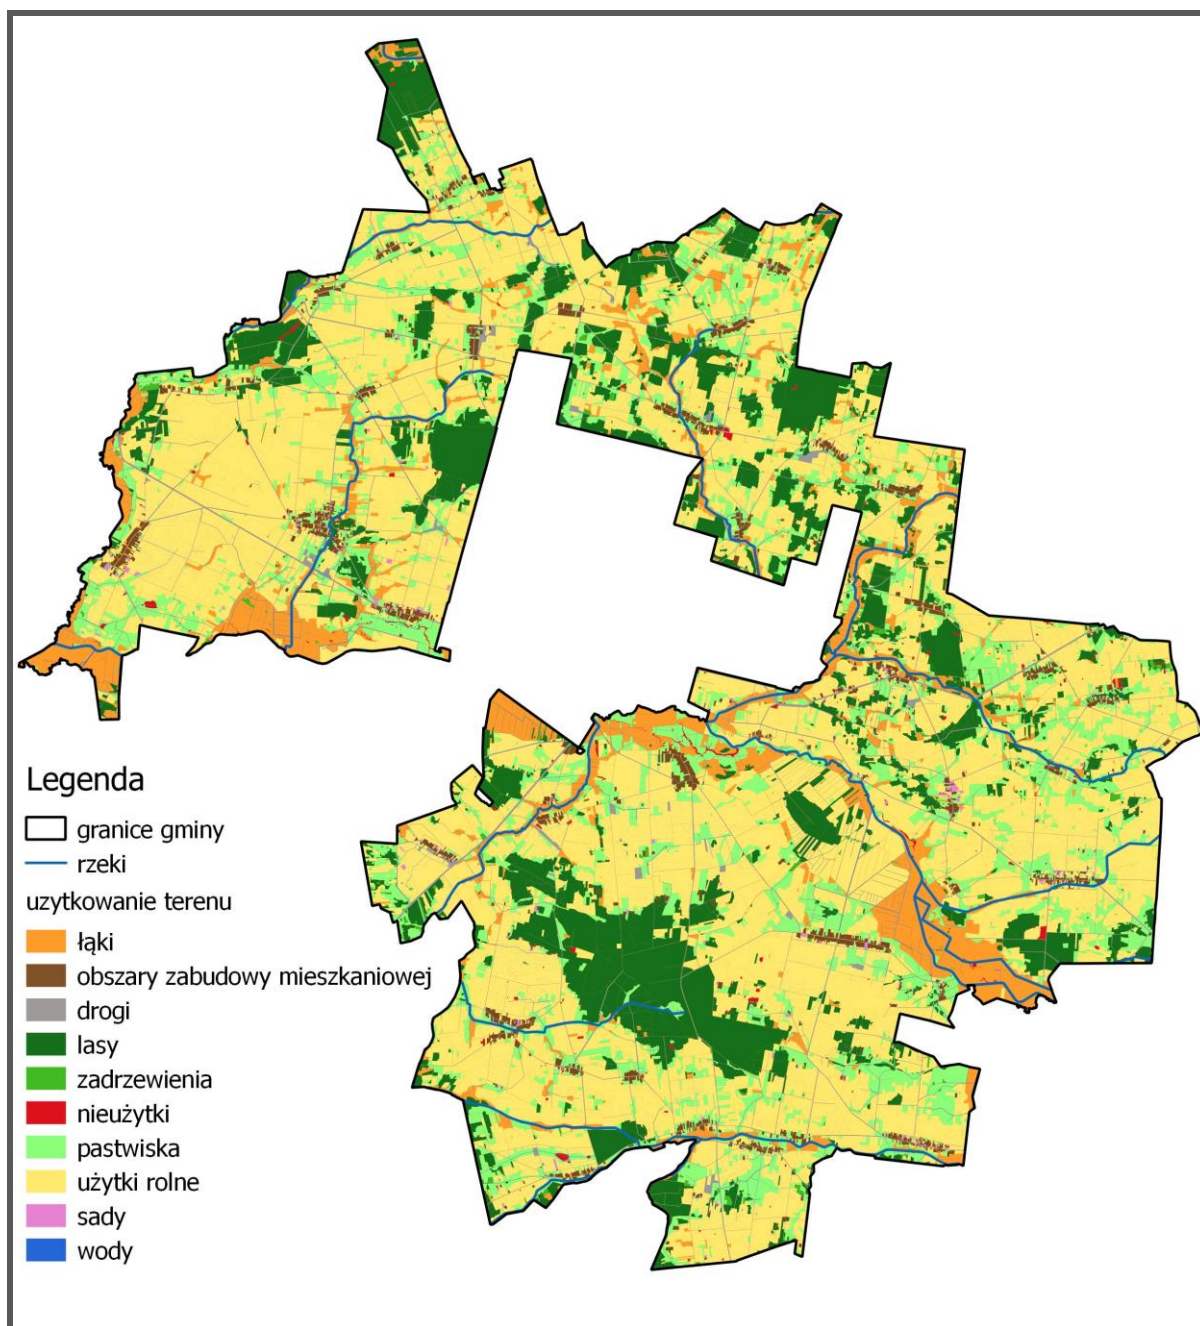 Legenda
granice gminy
rzeki
uzytkowanie terenu
łąki
obszary zabudowy mieszkaniowej
drogi
lasy
zadrzewienia
nieużytki
pastwiska
użytki rolne
sady
wody